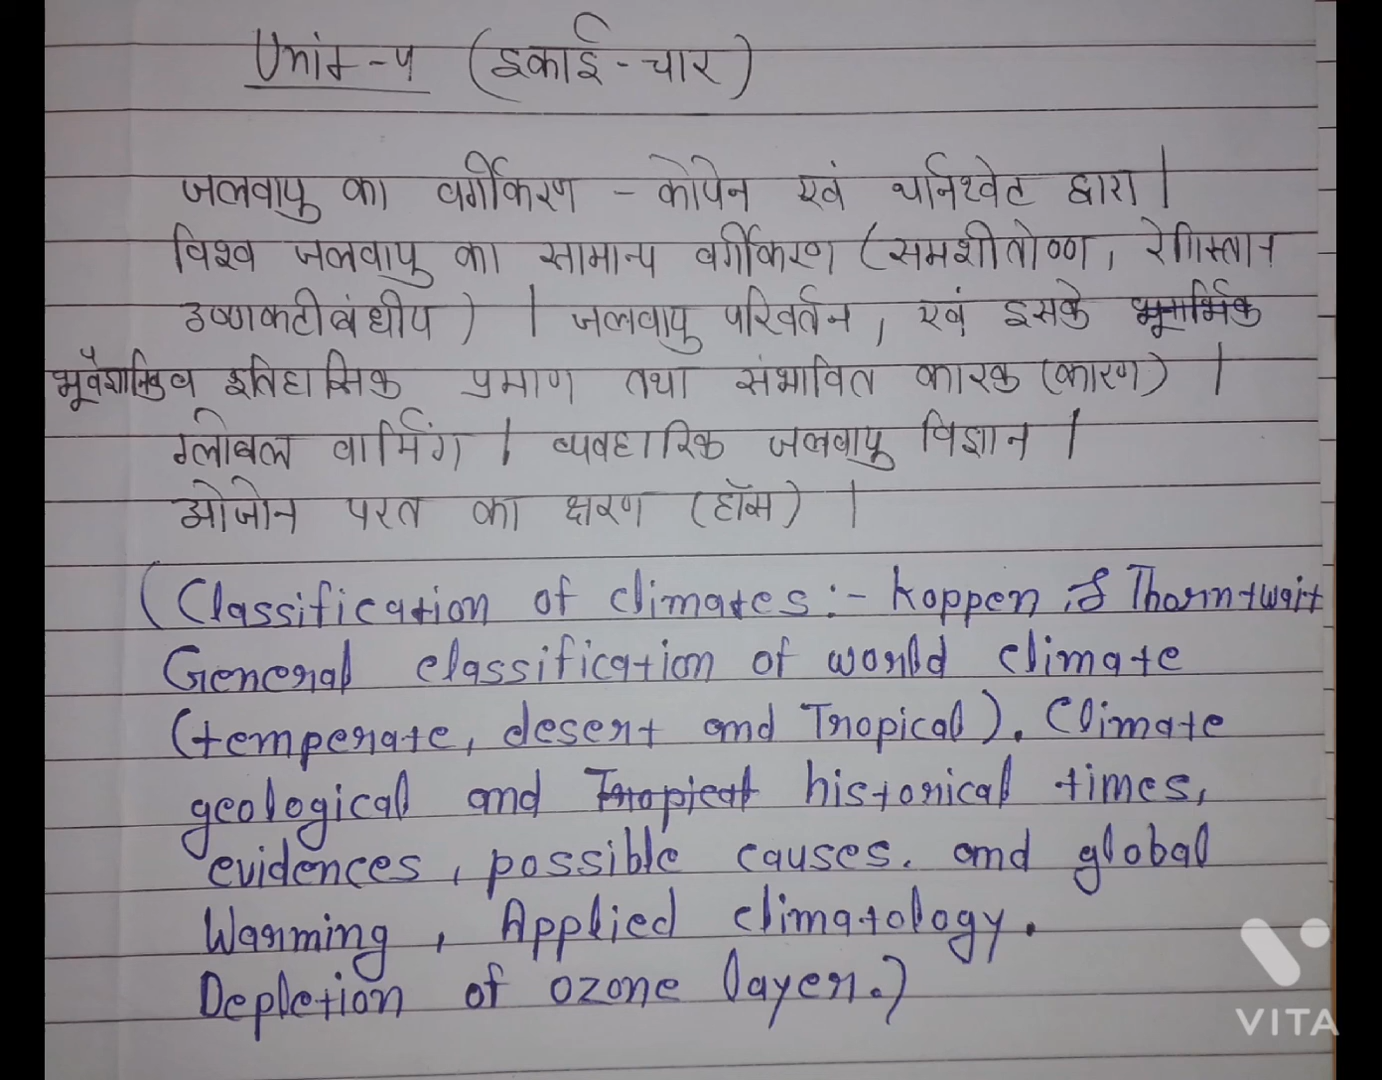 Unit-4 (इकाई-चार)
जलवायु का वर्गीकरण - कोपेन एवं थार्नथ्वेट द्वारा |
विश्व जलवायु का सामान्य वर्गीकरण (समशीतोष्ण, रेगिस्तान
उष्णकटीबंधीय) | जलवायु परिवर्तन, एवं इसके
भूवैज्ञानिक व इतिहासिक प्रमाण तथा संभावित कारक (कारण) |
ग्लोबल वार्मिंग | व्यवहारिक जलवायु विज्ञान |
ओजोन परत का क्षरण (हॉस) |
(Classification of climates:- Koppen & Thorntwait
General classification of world climate
(temperate, desert and Tropical). Climate
geological and Tropical historical times,
evidences, possible causes. and global
Warming, Applied climatology.
Depletion of ozone layer.)
VITA